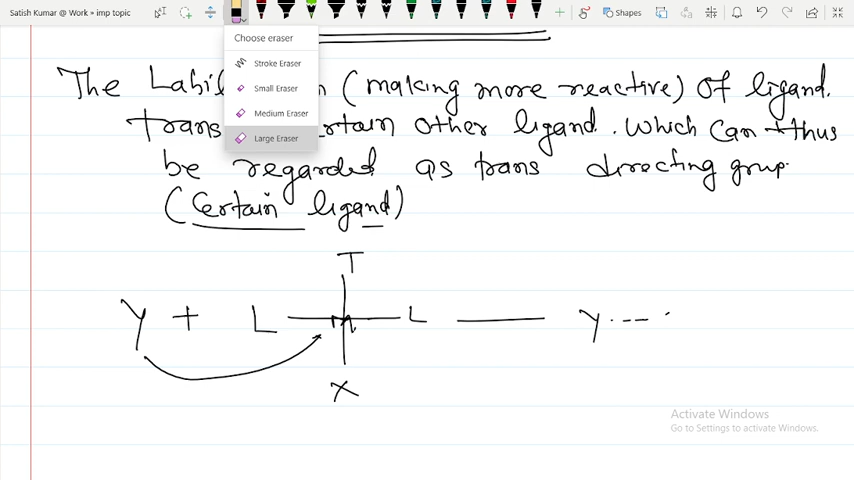 Satish Kumar @ Work » imp topic
Shapes
Choose eraser
Stroke Eraser
Small Eraser
Medium Eraser
Large Eraser
The Labil (making more reactive) of ligand.
trans rtain other ligand. Which Can thus
be regarded as trans directing group.
(Certain ligand)
T
Y + L M L Y
X
Activate Windows
Go to Settings to activate Windows.